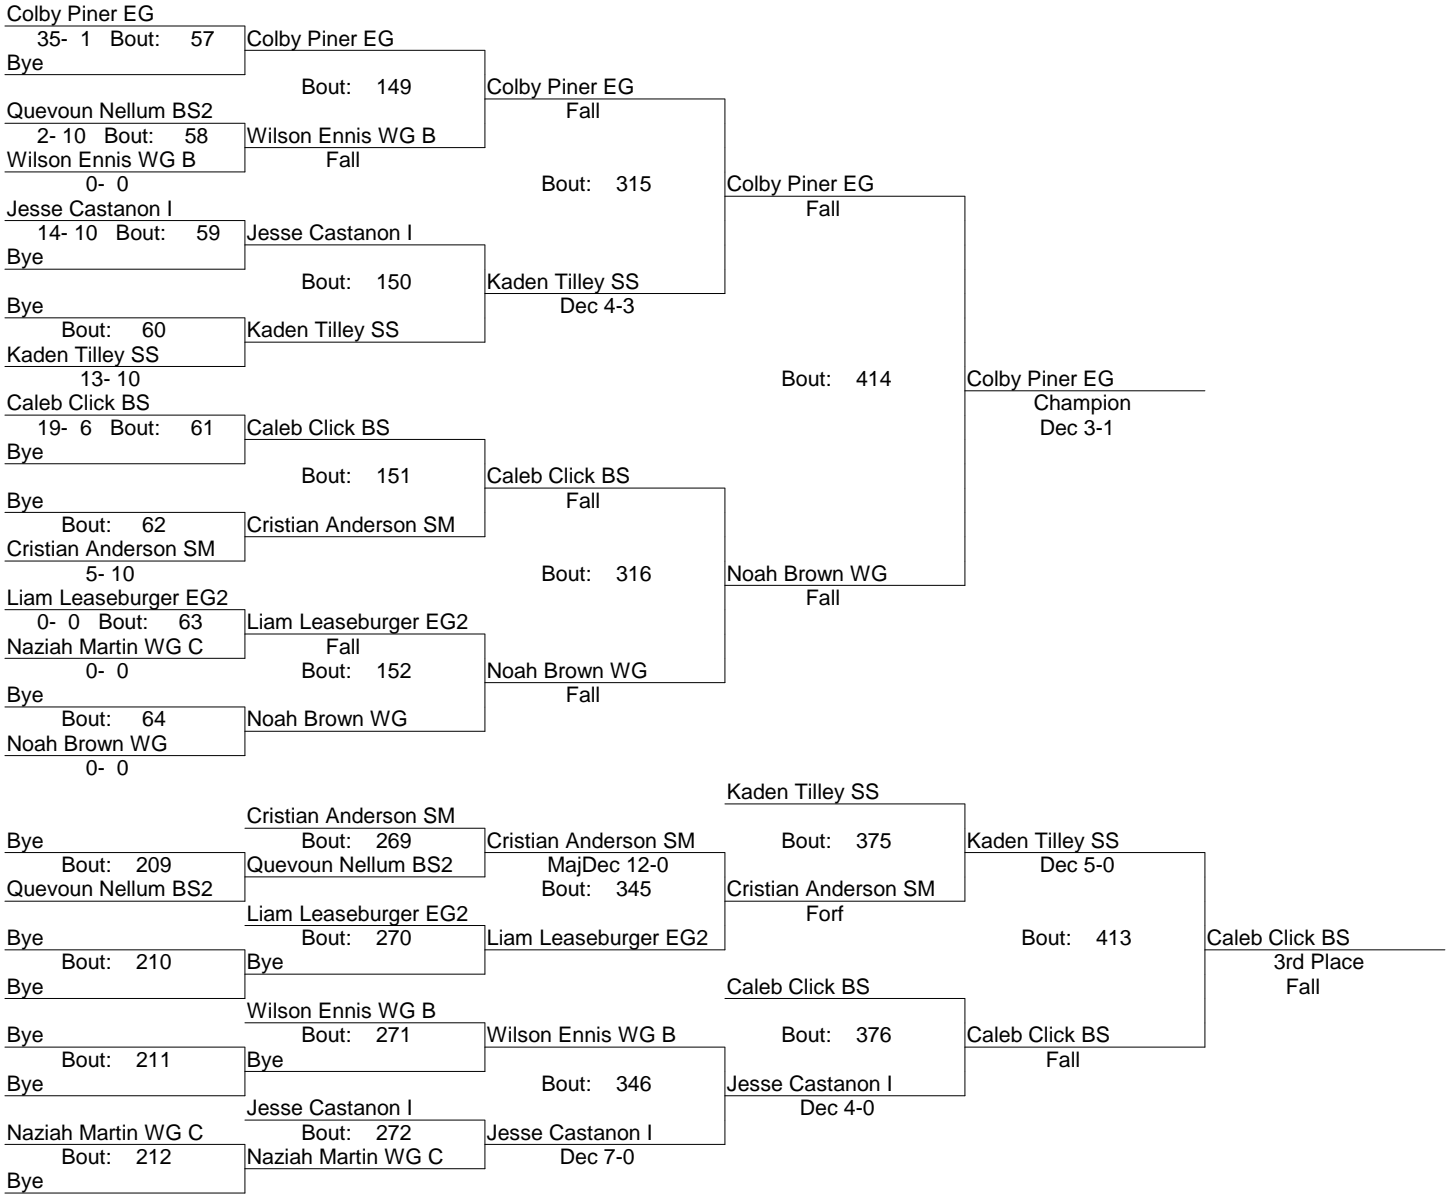 Colby Piner EG
35- 1 Bout: 57 Colby Piner EG
Bye
Bout: 149 Colby Piner EG
Quevoun Nellum BS2 Fall
2- 10 Bout: 58 Wilson Ennis WG B
Wilson Ennis WG B Fall
0- 0 Bout: 315 Colby Piner EG
Jesse Castanon I Fall
14- 10 Bout: 59 Jesse Castanon I
Bye
Bout: 150 Kaden Tilley SS
Bye Dec 4-3
Bout: 60 Kaden Tilley SS
Kaden Tilley SS
13- 10 Bout: 414 Colby Piner EG
Caleb Click BS Champion
19- 6 Bout: 61 Caleb Click BS Dec 3-1
Bye
Bout: 151 Caleb Click BS
Bye Fall
Bout: 62 Cristian Anderson SM
Cristian Anderson SM
5- 10 Bout: 316 Noah Brown WG
Liam Leaseburger EG2 Fall
0- 0 Bout: 63 Liam Leaseburger EG2
Naziah Martin WG C Fall
0- 0 Bout: 152 Noah Brown WG
Bye Fall
Bout: 64 Noah Brown WG
Noah Brown WG
0- 0
Kaden Tilley SS
Cristian Anderson SM
Bye Bout: 269 Cristian Anderson SM Bout: 375 Kaden Tilley SS
Bout: 209 Quevoun Nellum BS2 MajDec 12-0 Dec 5-0
Quevoun Nellum BS2 Bout: 345 Cristian Anderson SM
Liam Leaseburger EG2 Forf
Bye Bout: 270 Liam Leaseburger EG2 Bout: 413 Caleb Click BS
Bout: 210 Bye 3rd Place
Bye Caleb Click BS Fall
Wilson Ennis WG B
Bye Bout: 271 Wilson Ennis WG B Bout: 376 Caleb Click BS
Bout: 211 Bye Fall
Bye Bout: 346 Jesse Castanon I
Jesse Castanon I Dec 4-0
Naziah Martin WG C Bout: 272 Jesse Castanon I
Bout: 212 Naziah Martin WG C Dec 7-0
Bye